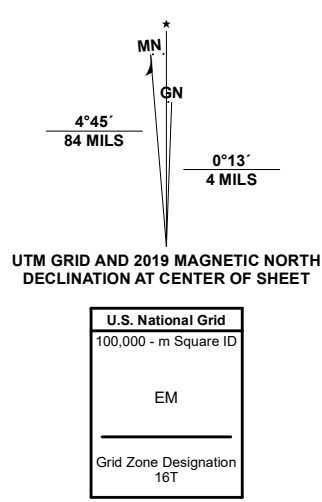 ★
MN
GN
4°45´
84 MILS
0°13´
4 MILS
UTM GRID AND 2019 MAGNETIC NORTH
DECLINATION AT CENTER OF SHEET
U.S. National Grid
100,000 - m Square ID
EM
Grid Zone Designation
16T